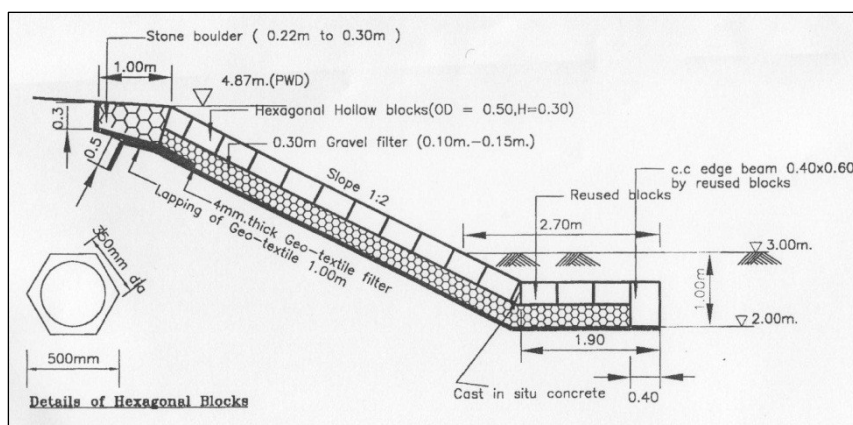 Stone boulder ( 0.22m to 0.30m )
1.00m
4.87m.(PWD)
Hexagonal Hollow blocks(OD = 0.50,H=0.30)
0.30m Gravel filter (0.10m.-0.15m.)
0.3
0.5
Slope 1:2
c.c edge beam 0.40x0.60
by reused blocks
Reused blocks
2.70m
4mm.thick Geo-textile filter
Lapping of Geo-textile 1.00m
3.00m.
1.00m
2.00m.
350mm dia
500mm
1.90
0.40
Cast in situ concrete
Details of Hexagonal Blocks